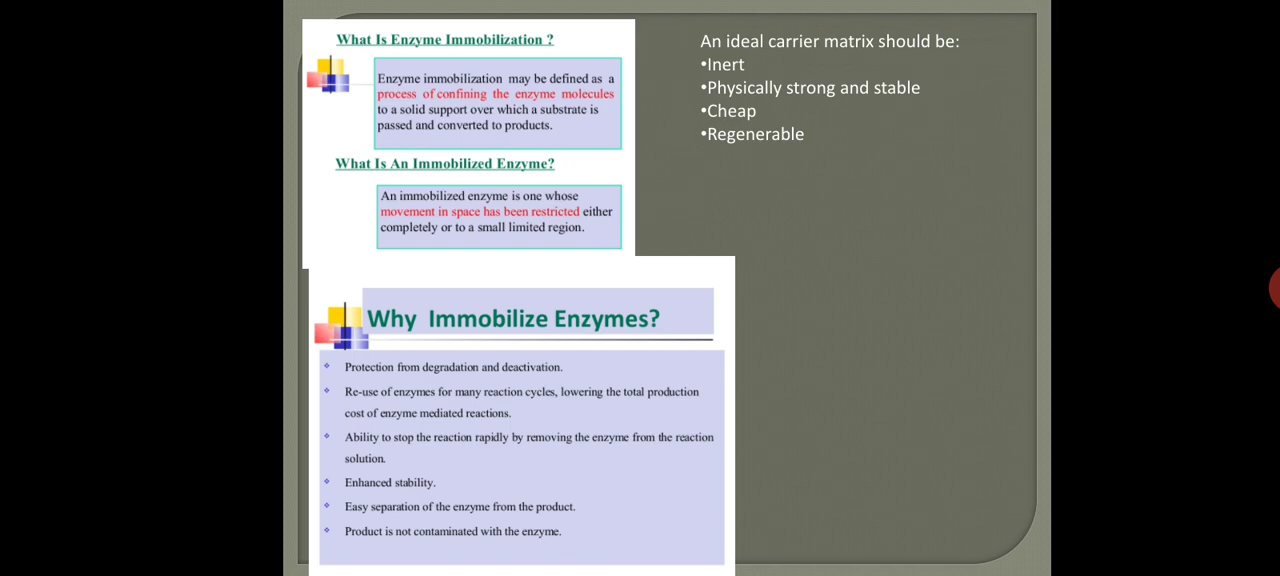 What Is Enzyme Immobilization ?
Enzyme immobilization may be defined as a
process of confining the enzyme molecules
to a solid support over which a substrate is
passed and converted to products.
What Is An Immobilized Enzyme?
An immobilized enzyme is one whose
movement in space has been restricted either
completely or to a small limited region.
An ideal carrier matrix should be:
•Inert
•Physically strong and stable
•Cheap
•Regenerable
Why Immobilize Enzymes?
❖ Protection from degradation and deactivation.
❖ Re-use of enzymes for many reaction cycles, lowering the total production
cost of enzyme mediated reactions.
❖ Ability to stop the reaction rapidly by removing the enzyme from the reaction
solution.
❖ Enhanced stability.
❖ Easy separation of the enzyme from the product.
❖ Product is not contaminated with the enzyme.